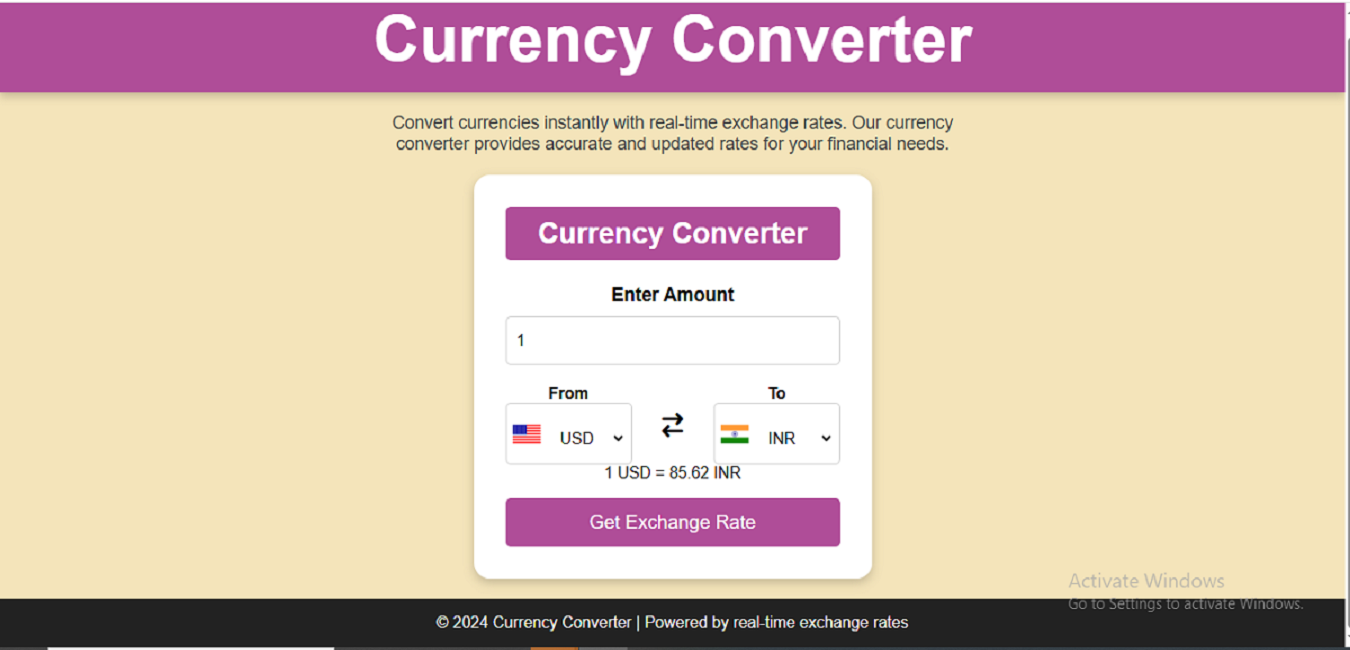 Currency Converter
Convert currencies instantly with real-time exchange rates. Our currency
converter provides accurate and updated rates for your financial needs.
Currency Converter
Enter Amount
1
From
To
USD
INR
1 USD = 85.62 INR
Get Exchange Rate
Activate Windows
Go to Settings to activate Windows.
© 2024 Currency Converter | Powered by real-time exchange rates